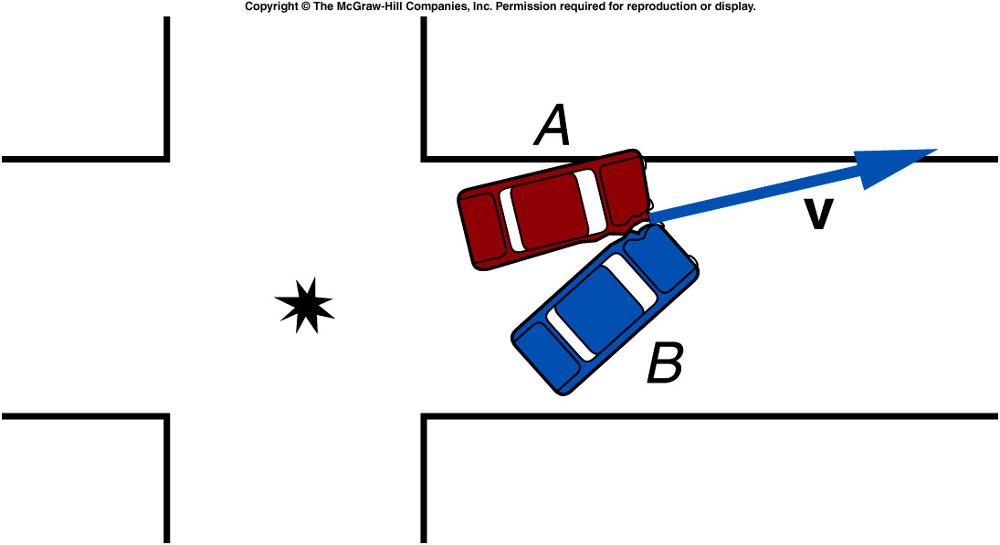 Copyright © The McGraw-Hill Companies, Inc. Permission required for reproduction or display.
A
v
B